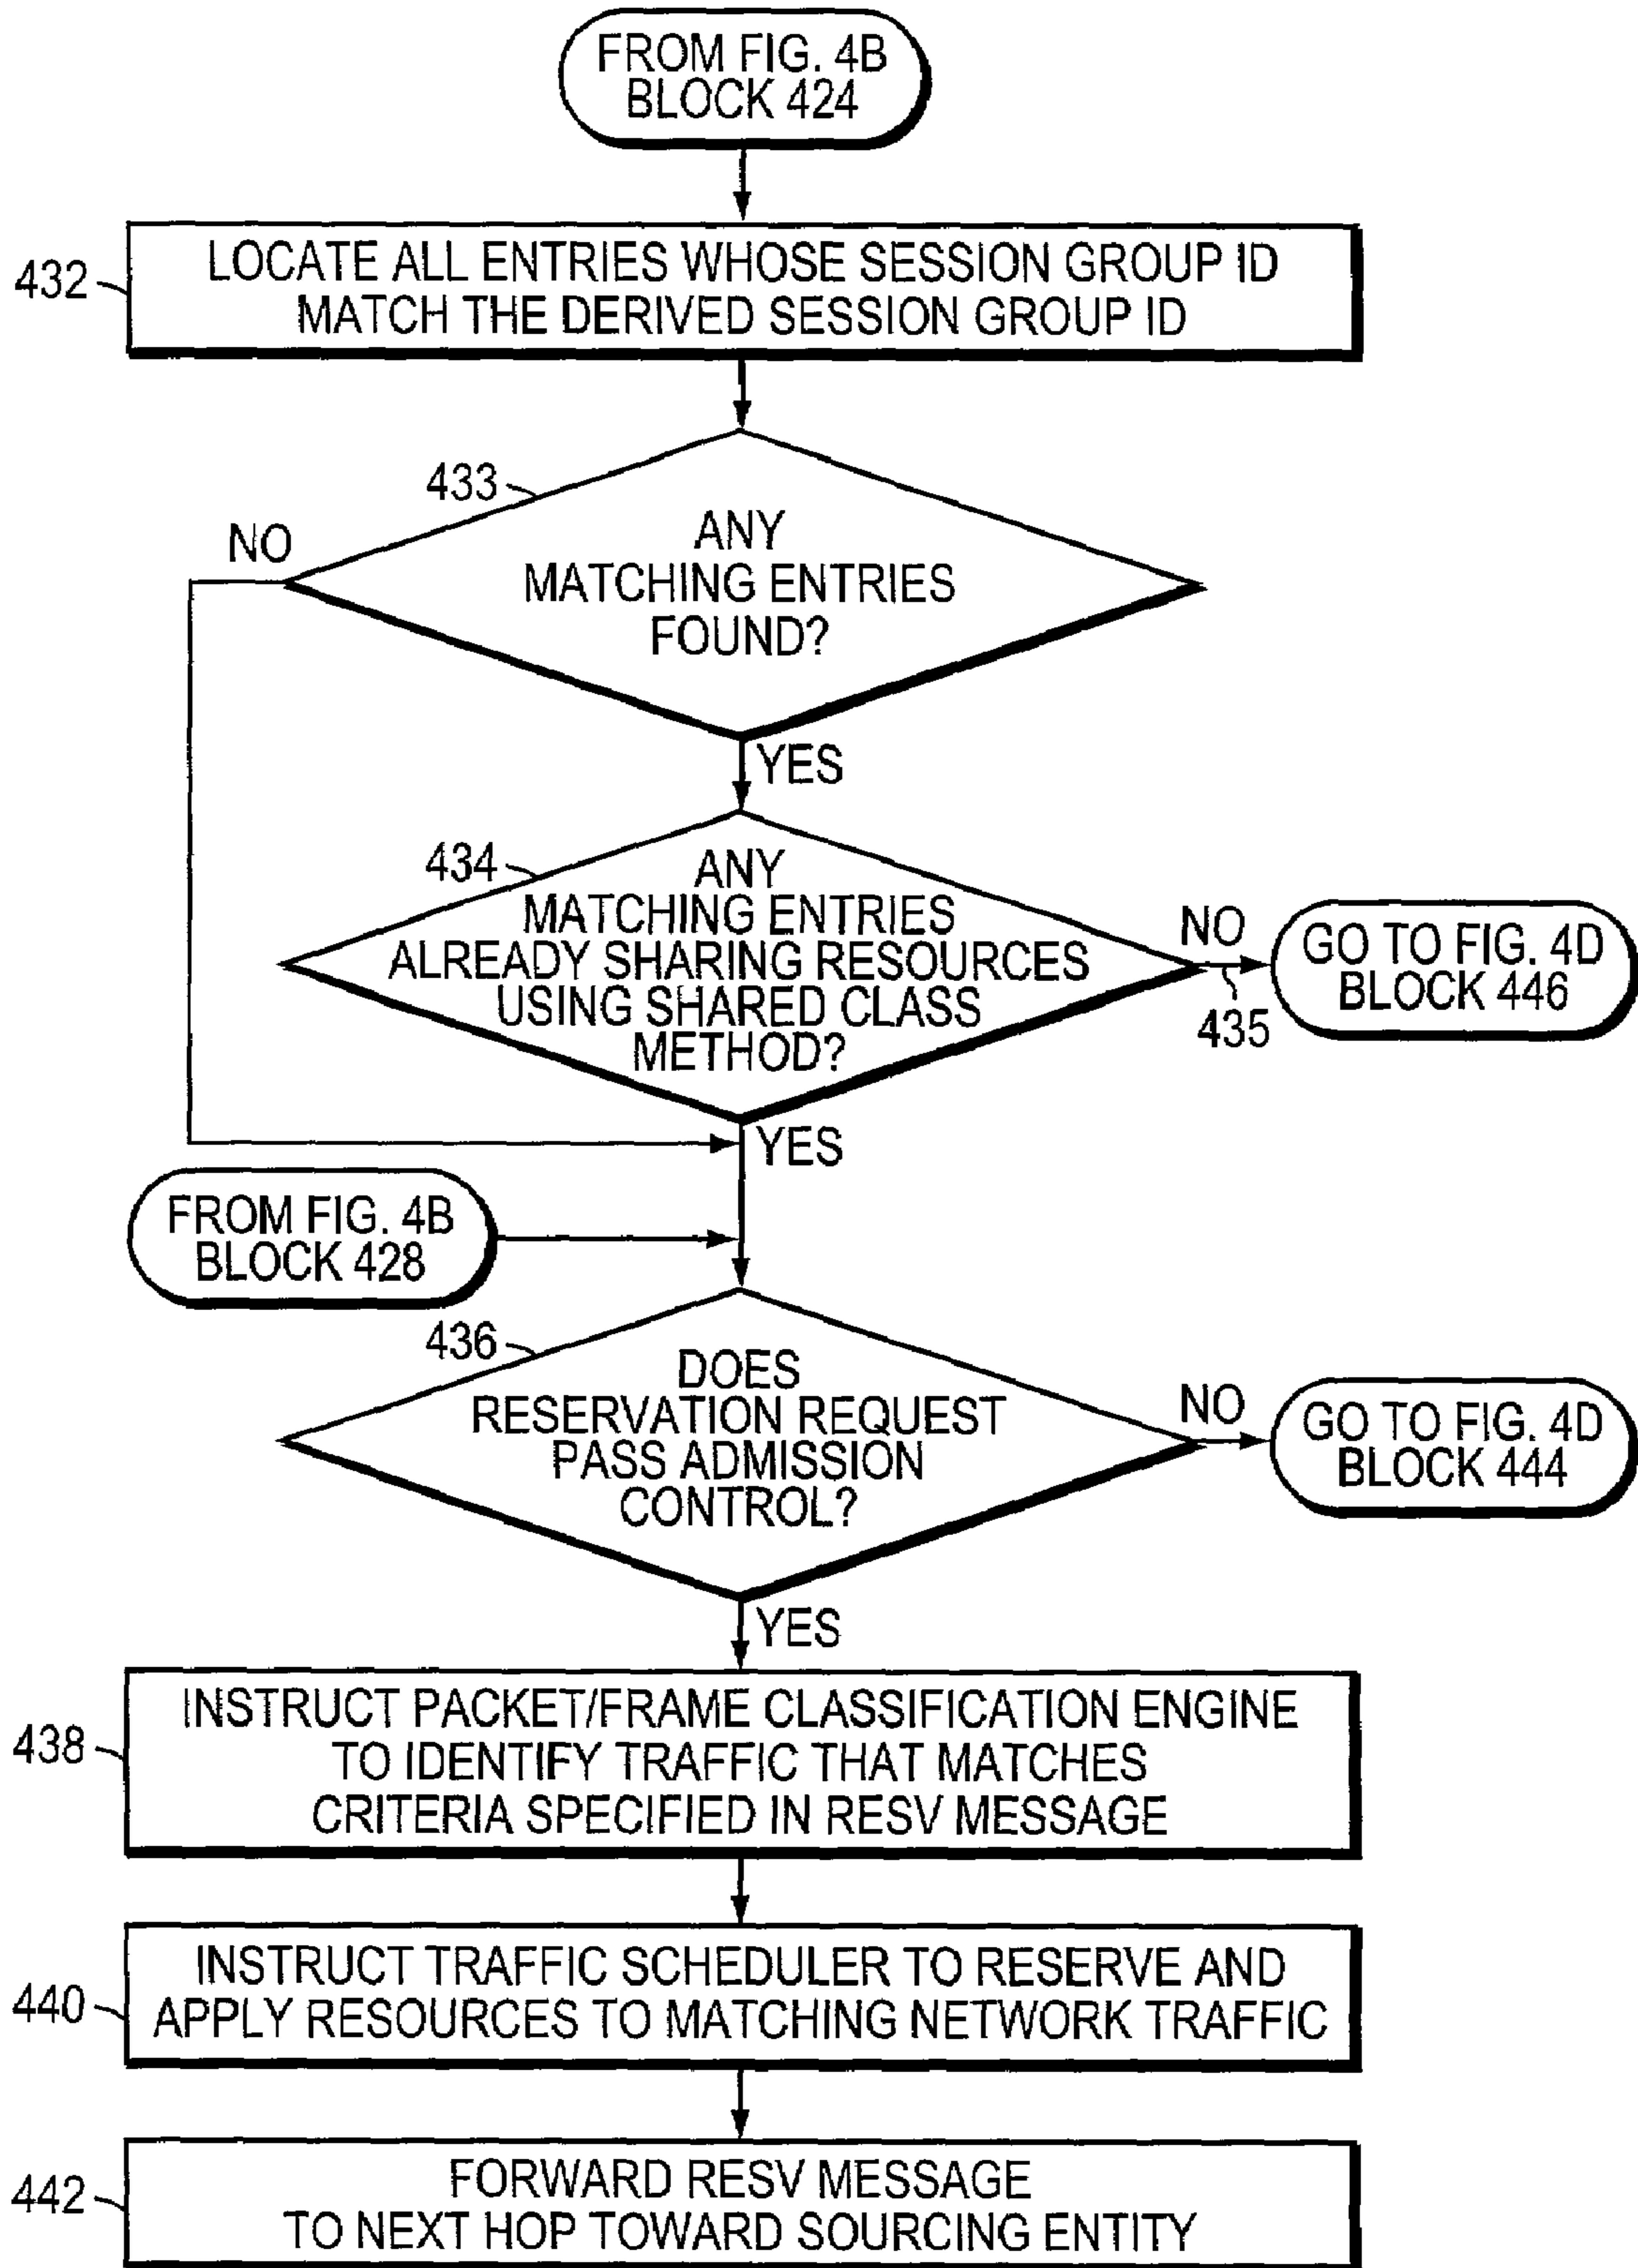 FROM FIG. 4B
BLOCK 424
432
LOCATE ALL ENTRIES WHOSE SESSION GROUP ID
MATCH THE DERIVED SESSION GROUP ID
433
NO
ANY
MATCHING ENTRIES
FOUND?
YES
434
ANY
MATCHING ENTRIES
ALREADY SHARING RESOURCES
USING SHARED CLASS
METHOD?
NO
435
GO TO FIG. 4D
BLOCK 446
YES
FROM FIG. 4B
BLOCK 428
436
DOES
RESERVATION REQUEST
PASS ADMISSION
CONTROL?
NO
GO TO FIG. 4D
BLOCK 444
YES
438
INSTRUCT PACKET/FRAME CLASSIFICATION ENGINE
TO IDENTIFY TRAFFIC THAT MATCHES
CRITERIA SPECIFIED IN RESV MESSAGE
440
INSTRUCT TRAFFIC SCHEDULER TO RESERVE AND
APPLY RESOURCES TO MATCHING NETWORK TRAFFIC
442
FORWARD RESV MESSAGE
TO NEXT HOP TOWARD SOURCING ENTITY